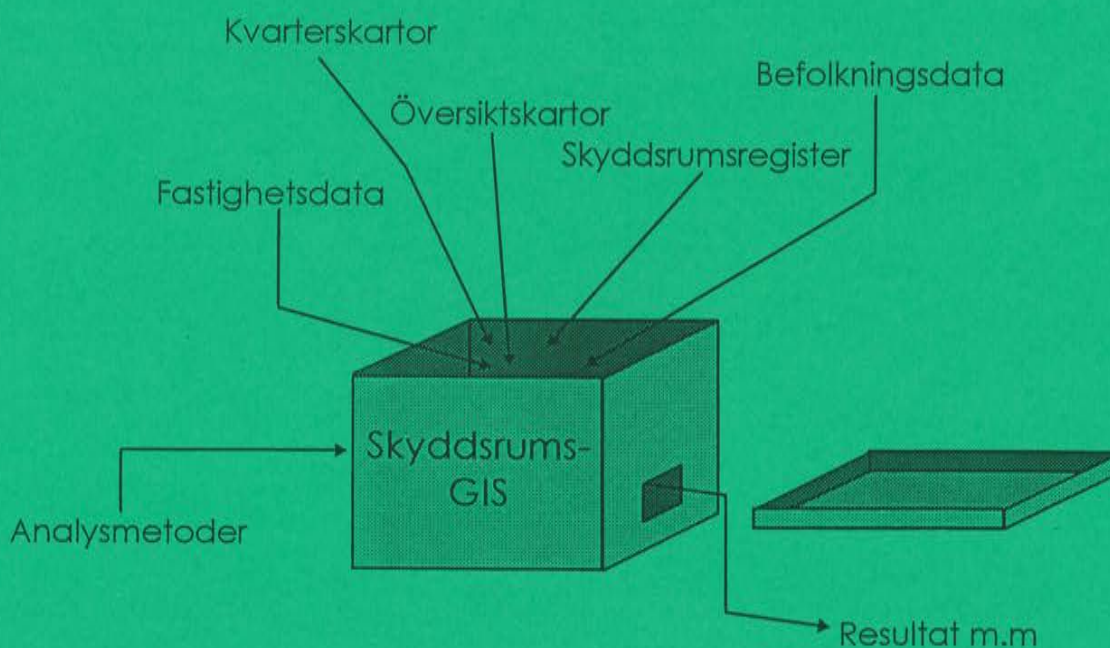 Kvarterskartor
Befolkningsdata
Översiktskartor
Skyddsrumsregister
Fastighetsdata
Skyddsrums-
GIS
Analysmetoder
Resultat m.m